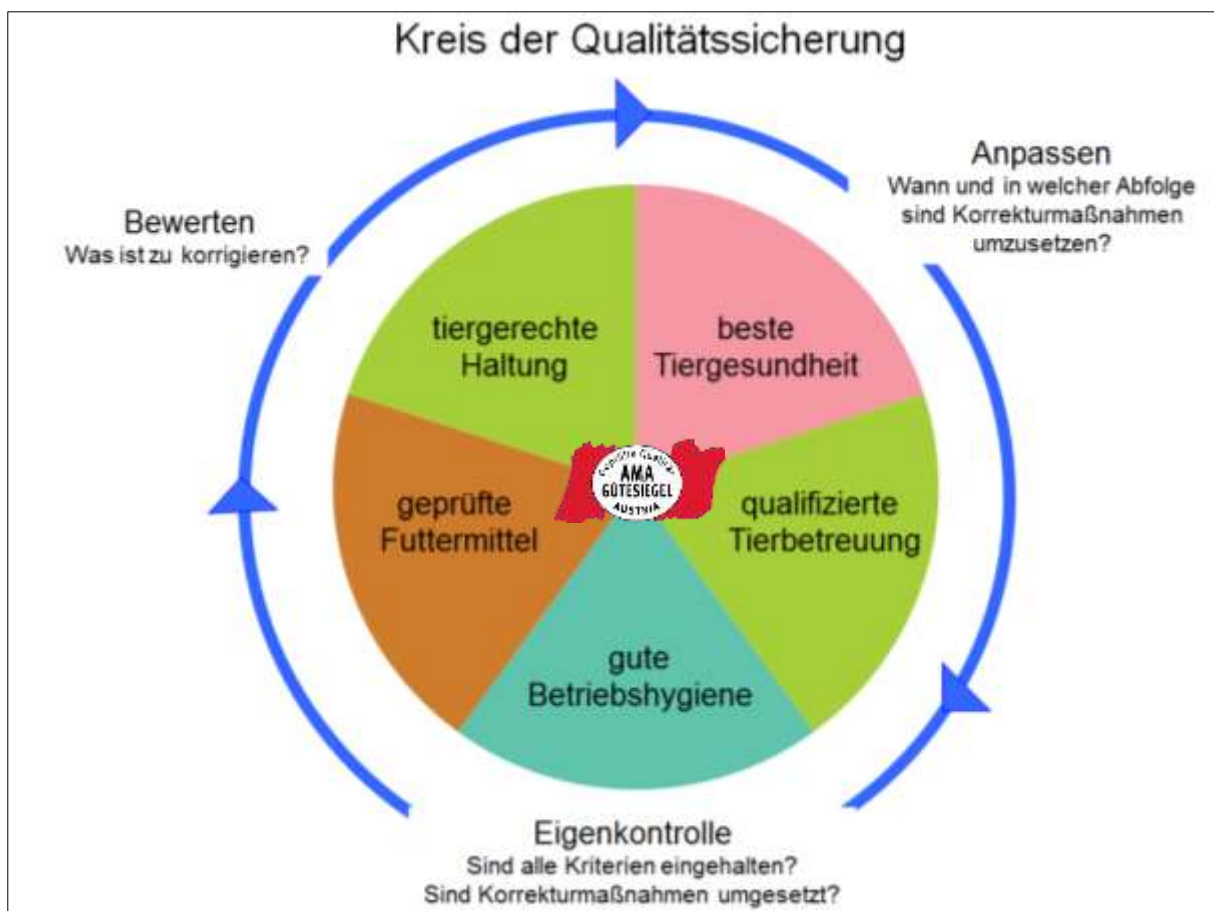 Kreis der Qualitätssicherung
Anpassen
Wann und in welcher Abfolge
sind Korrekturmaßnahmen
umzusetzen?
Bewerten
Was ist zu korrigieren?
tiergerechte
Haltung
beste
Tiergesundheit
geprüfte
Futtermittel
Geprüfte Qualität
AMA
GÜTESIEGEL
AUSTRIA
qualifizierte
Tierbetreuung
gute
Betriebshygiene
Eigenkontrolle
Sind alle Kriterien eingehalten?
Sind Korrekturmaßnahmen umgesetzt?